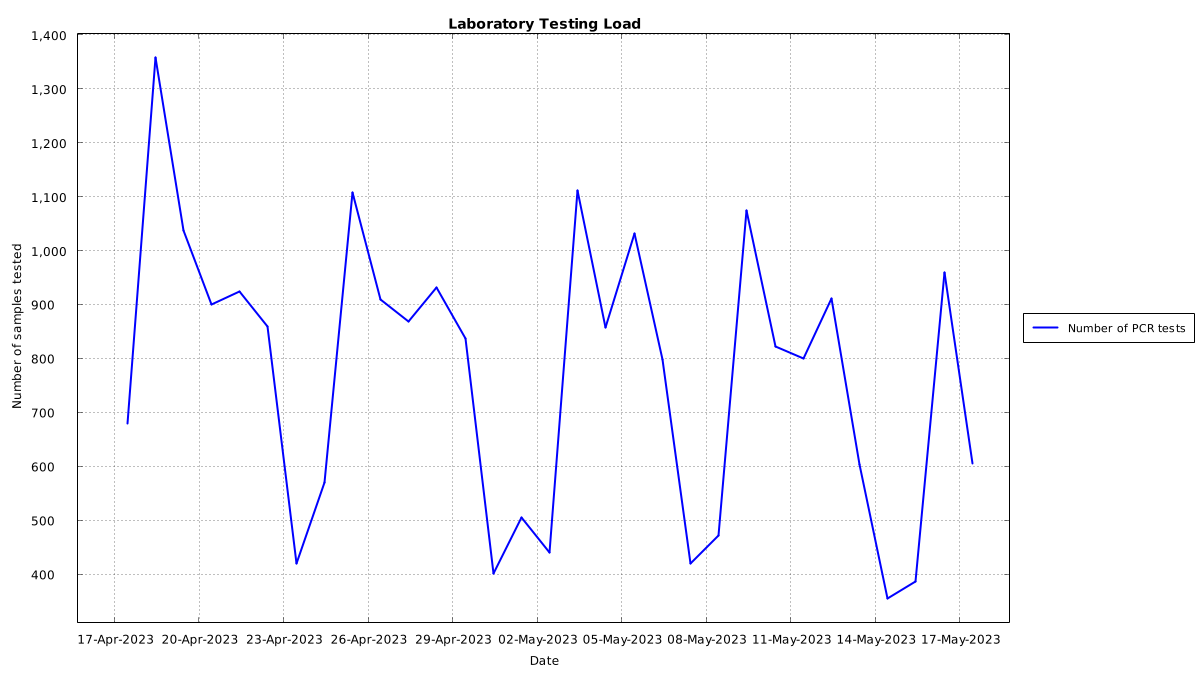 Laboratory Testing Load
1,400
1,300
1,200
1,100
1,000
900
800
700
600
500
400
Number of samples tested
17-Apr-2023 20-Apr-2023 23-Apr-2023 26-Apr-2023 29-Apr-2023 02-May-2023 05-May-2023 08-May-2023 11-May-2023 14-May-2023 17-May-2023
Date
Number of PCR tests